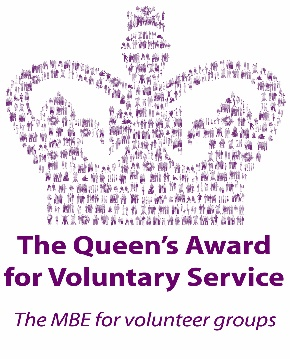 The Queen's Award
for Voluntary Service
The MBE for volunteer groups